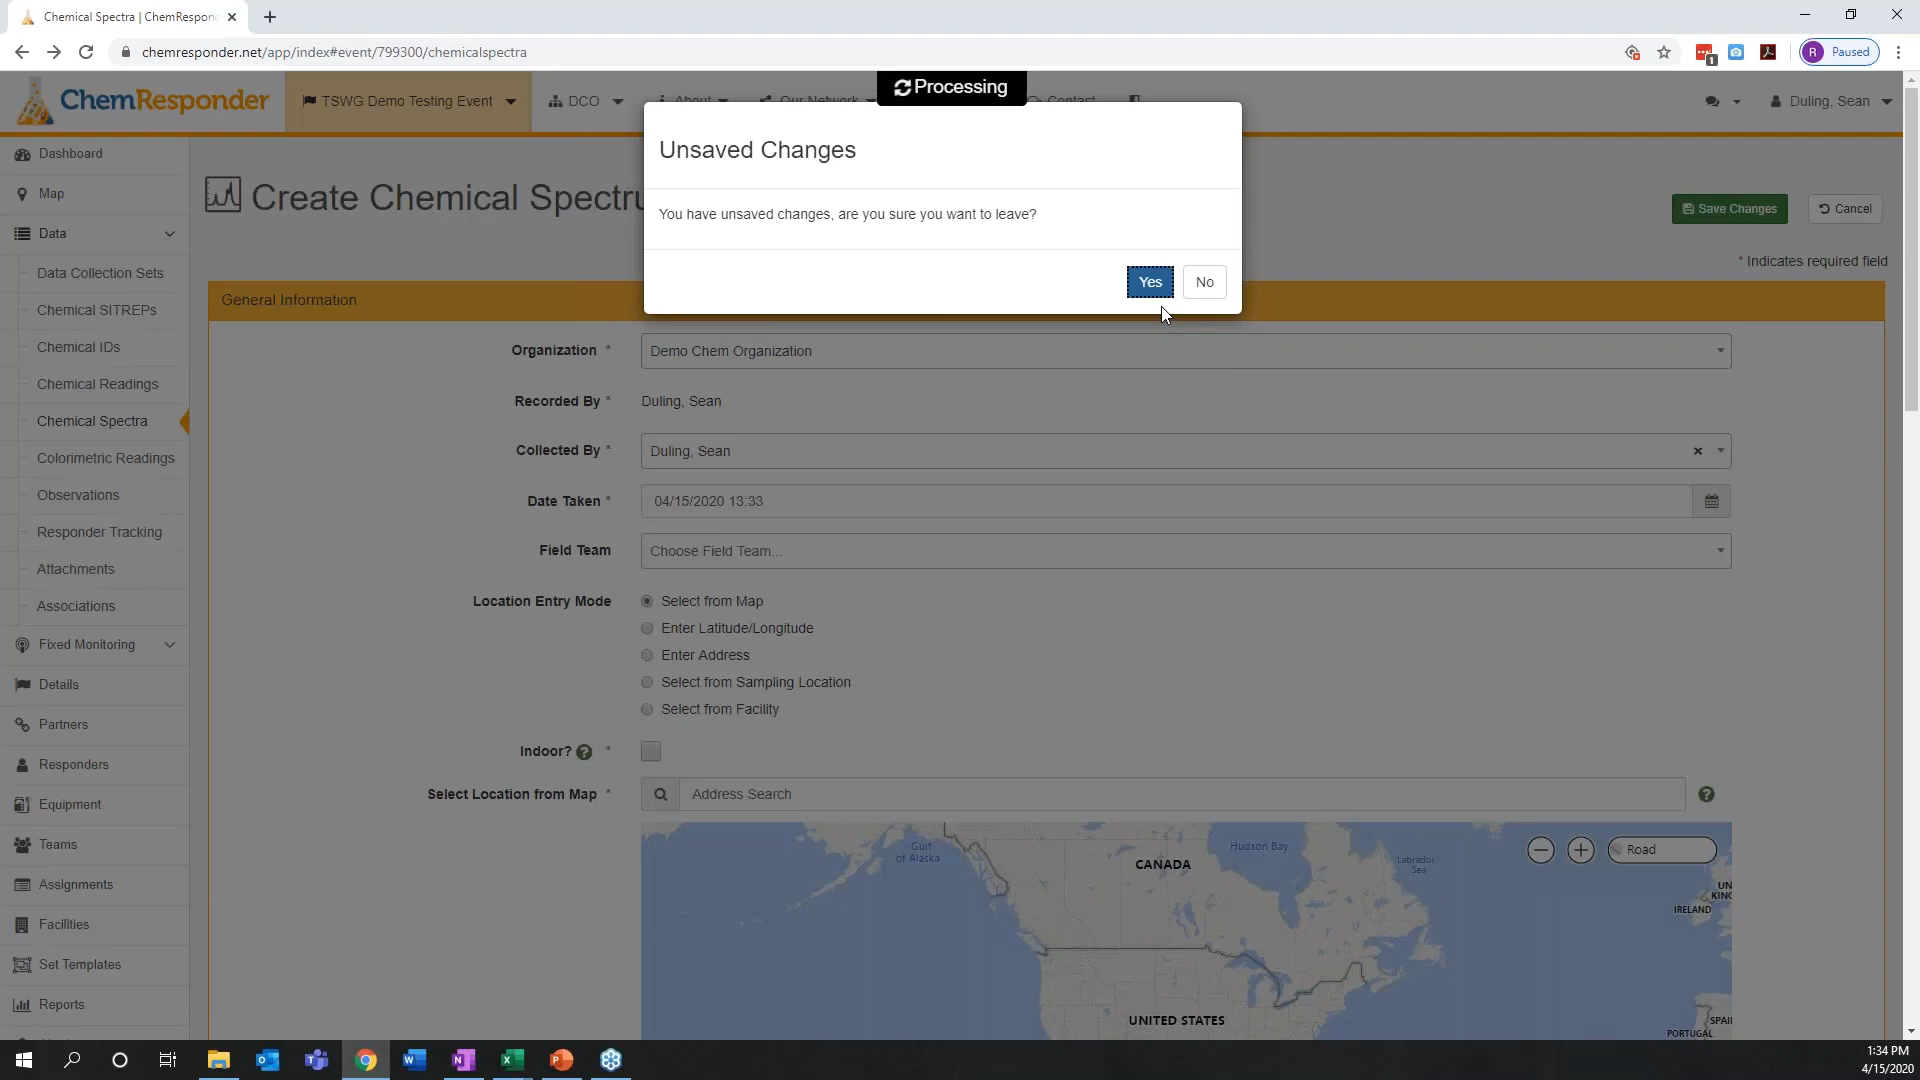 Chemical Spectra | ChemRespon
chemresponder.net/app/index#event/799300/chemicalspectra
1
R Paused
Processing
ChemResponder
TSWG Demo Testing Event
DCO
About
Our Network
Contact
Duling, Sean
Unsaved Changes
You have unsaved changes, are you sure you want to leave?
Yes
No
Dashboard
Map
Data
Data Collection Sets
Chemical SITREPs
Chemical IDs
Chemical Readings
Chemical Spectra
Colorimetric Readings
Observations
Responder Tracking
Attachments
Associations
Fixed Monitoring
Details
Partners
Responders
Equipment
Teams
Assignments
Facilities
Set Templates
Reports
Create Chemical Spectru
Save Changes
Cancel
* Indicates required field
General Information
Organization *
Demo Chem Organization
Recorded By *
Duling, Sean
Collected By *
Duling, Sean
Date Taken *
04/15/2020 13:33
Field Team
Choose Field Team...
Location Entry Mode
Select from Map
Enter Latitude/Longitude
Enter Address
Select from Sampling Location
Select from Facility
Indoor? ? *
Select Location from Map *
Address Search
?
Gulf
of Alaska
CANADA
Hudson Bay
Labrador
Sea
Road
UN
KING
IRELAND
UNITED STATES
SPAI
PORTUGAL
1:34 PM
4/15/2020